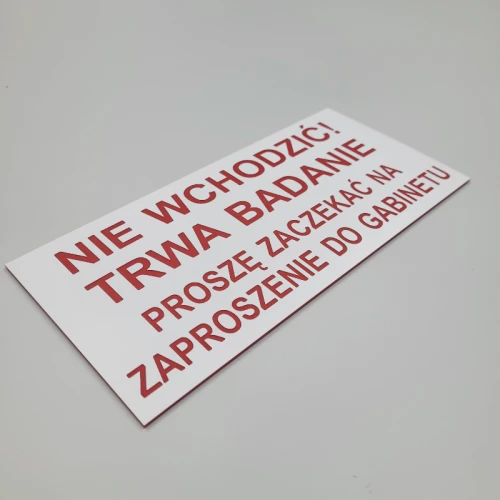 NIE WCHODZIĆ!
TRWA BADANIE
PROSZĘ ZACZEKAĆ NA
ZAPROSZENIE DO GABINETU